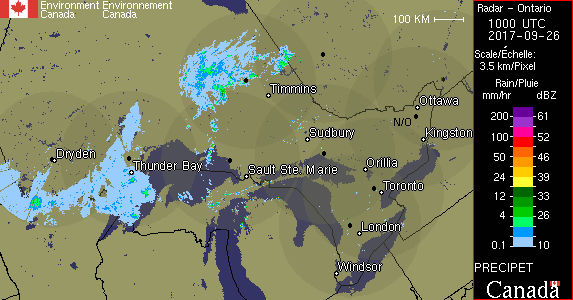 Environment Environnement
Canada Canada
100 KM
Timmins
Ottawa
N/O
Sudbury
Kingston
Dryden
Thunder Bay
Sault Ste. Marie
Orillia
Toronto
London
Windsor
Radar - Ontario
1000 UTC
2017-09-26
Scale/Échelle:
3.5 km/Pixel
Rain/Pluie
mm/hr dBZ
200 61
100 52
50 46
24 39
12 33
4 26
0.1 10
PRECIPET
Canada